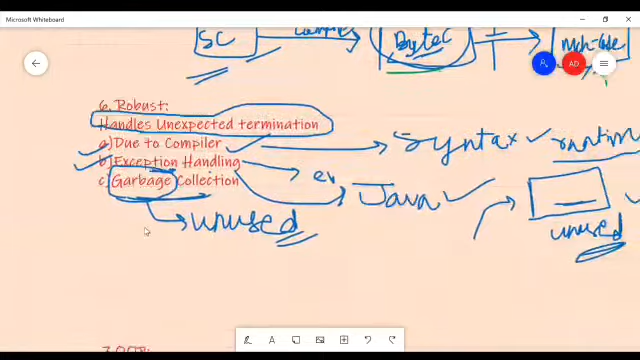 Microsoft Whiteboard
SC
ByteC
AD
6. Robust:
Handles Unexpected termination
a)Due to Compiler
Syntax
b)Exception Handling
c) Garbage Collection
Java
unused
unused